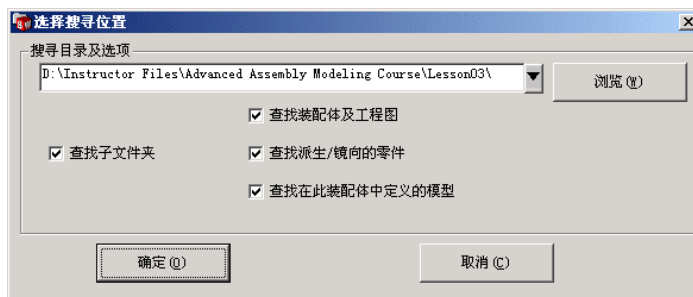 选择搜寻位置
搜寻目录及选项
D:\Instructor Files\Advanced Assembly Modeling Course\Lesson03\
浏览(W)
查找装配体及工程图
查找子文件夹
查找派生/镜向的零件
查找在此装配体中定义的模型
确定(O)
取消(C)